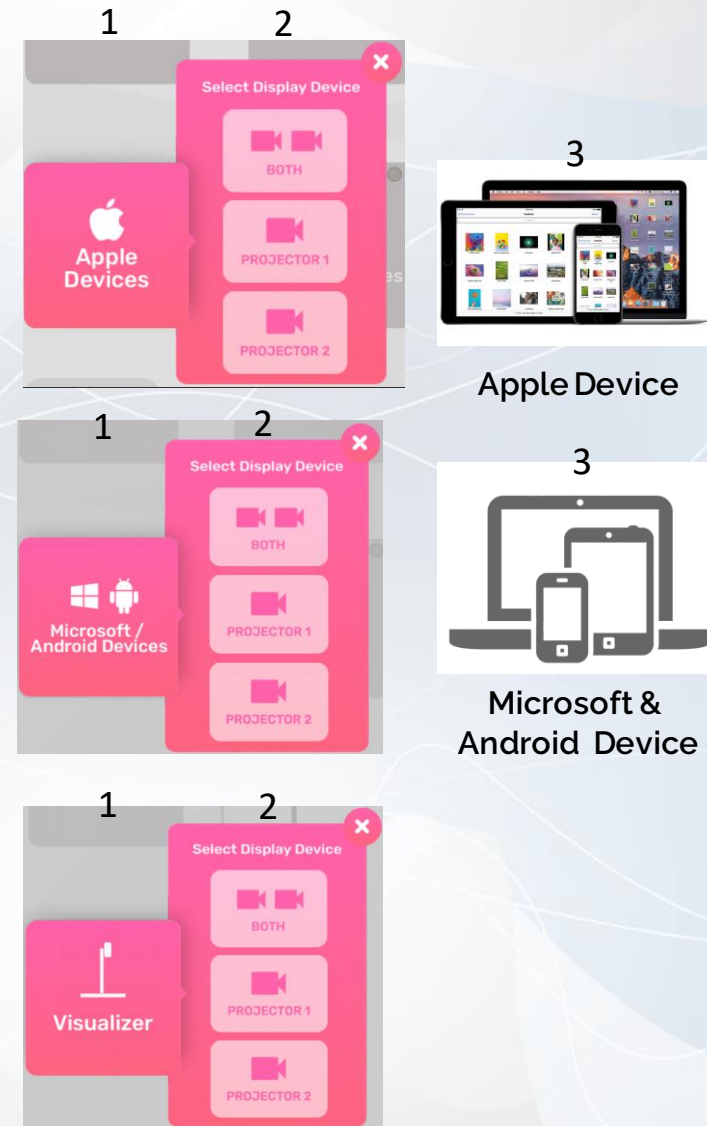 1
2
Select Display Device
BOTH
PROJECTOR 1
PROJECTOR 2
Apple
Devices
3
Apple Device
1
2
Select Display Device
BOTH
PROJECTOR 1
PROJECTOR 2
Microsoft /
Android Devices
3
Microsoft &
Android Device
1
2
Select Display Device
BOTH
PROJECTOR 1
PROJECTOR 2
Visualizer